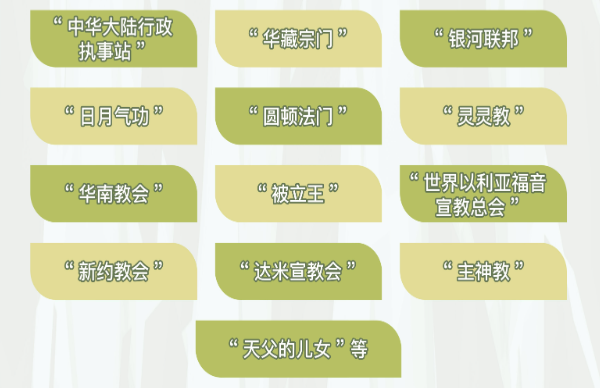 “中华大陆行政
执事站”
“华藏宗门”
“银河联邦”
“日月气功”
“圆顿法门”
“灵灵教”
“华南教会”
“被立王”
“世界以利亚福音
宣教总会”
“新约教会”
“达米宣教会”
“主神教”
“天父的儿女”等